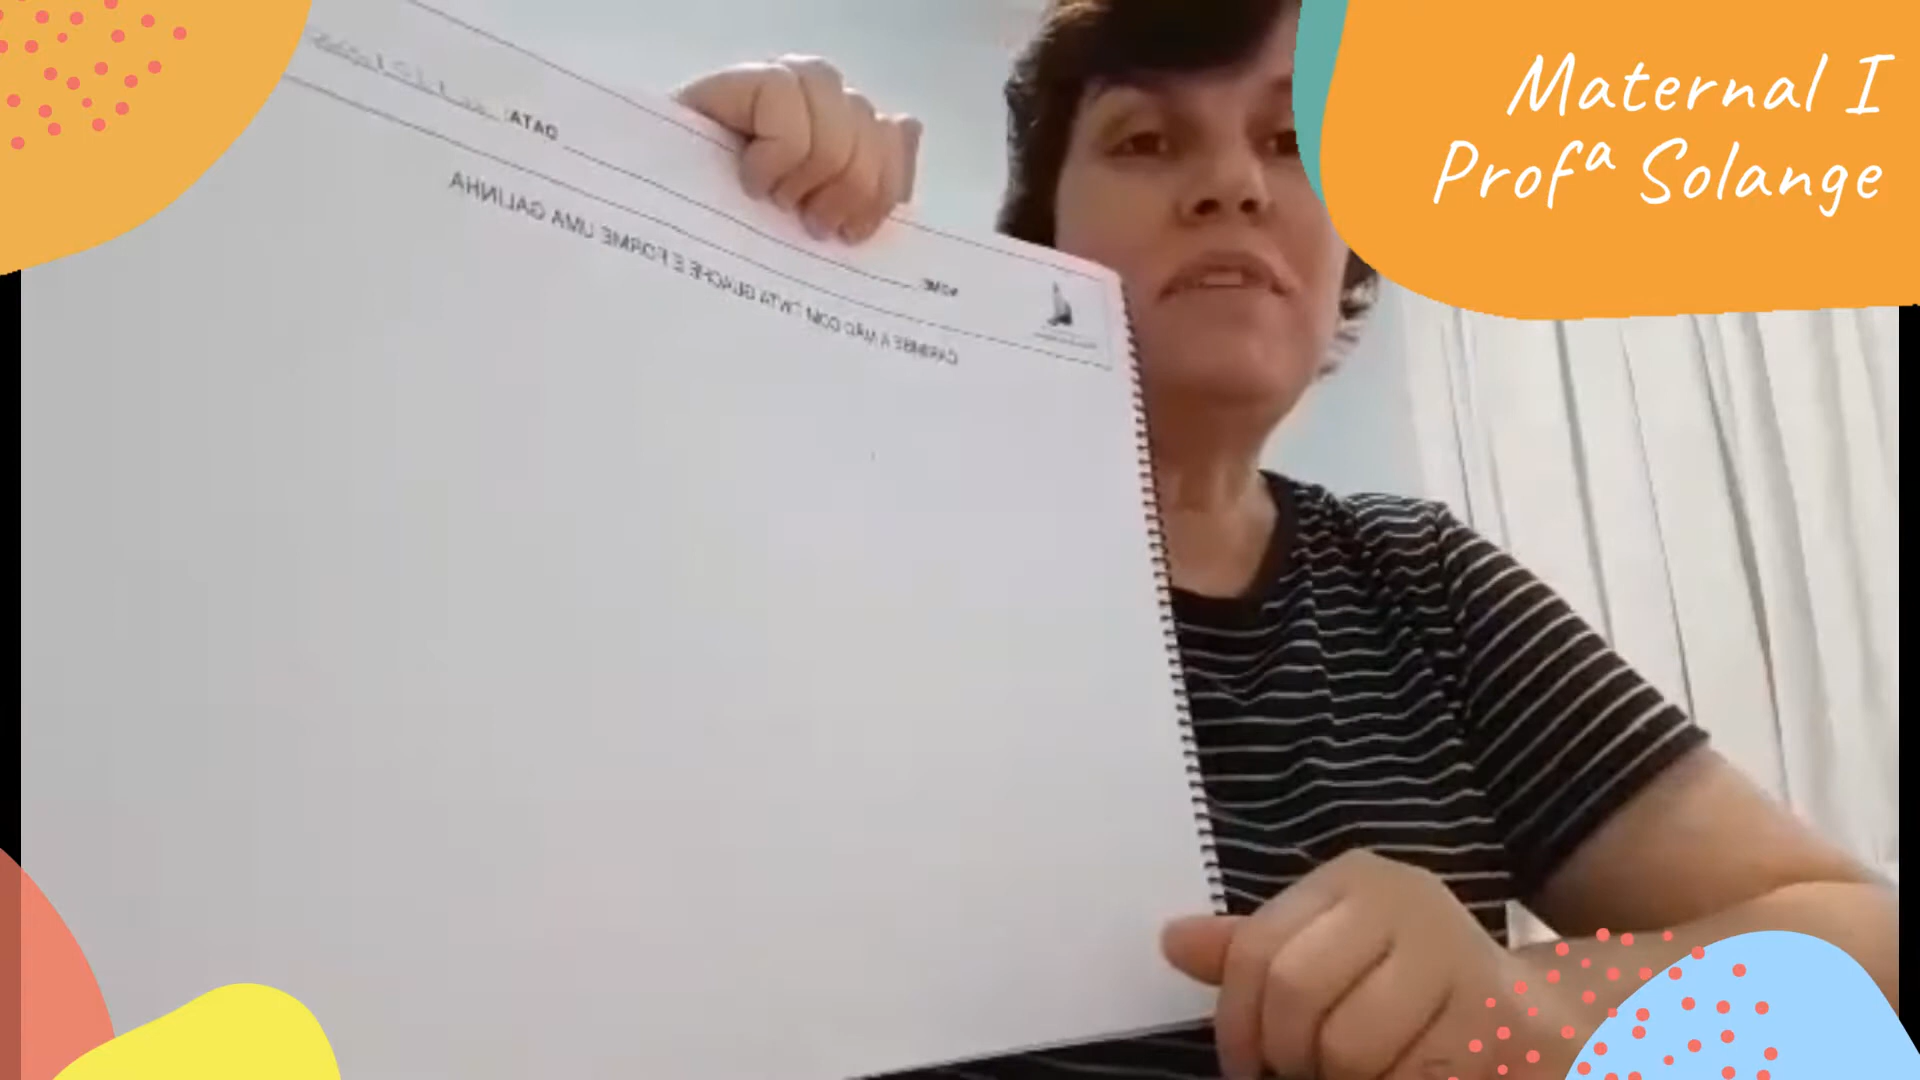 Maternal I
Profª Solange
DATA:
NOME:
CARIMBE A MÃO COM TINTA GUACHE E FORME UMA GALINHA